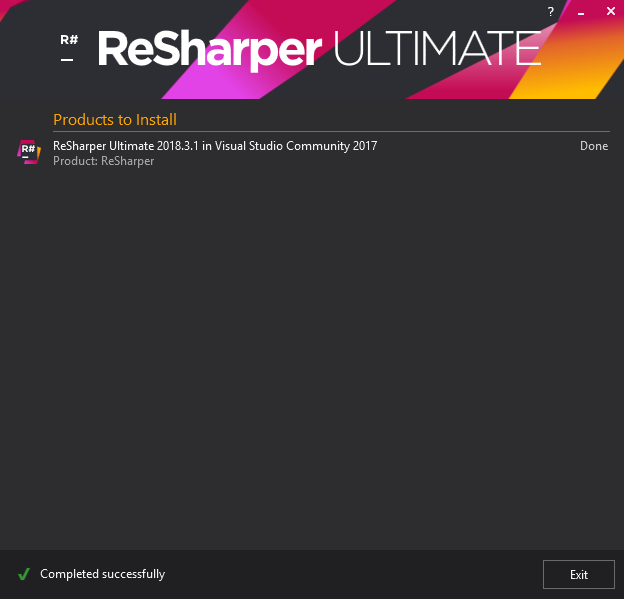 ?
R#
ReSharper ULTIMATE
Products to Install
R#
ReSharper Ultimate 2018.3.1 in Visual Studio Community 2017 Done
Product: ReSharper
Completed successfully
Exit